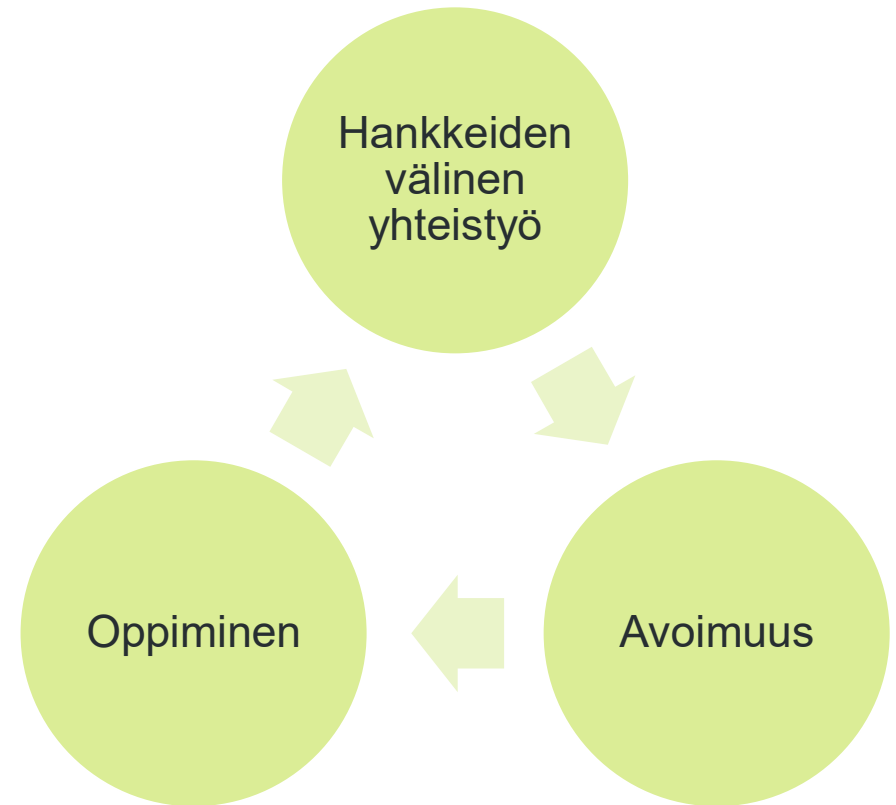 Hankkeiden
välinen
yhteistyö
Avoimuus
Oppiminen